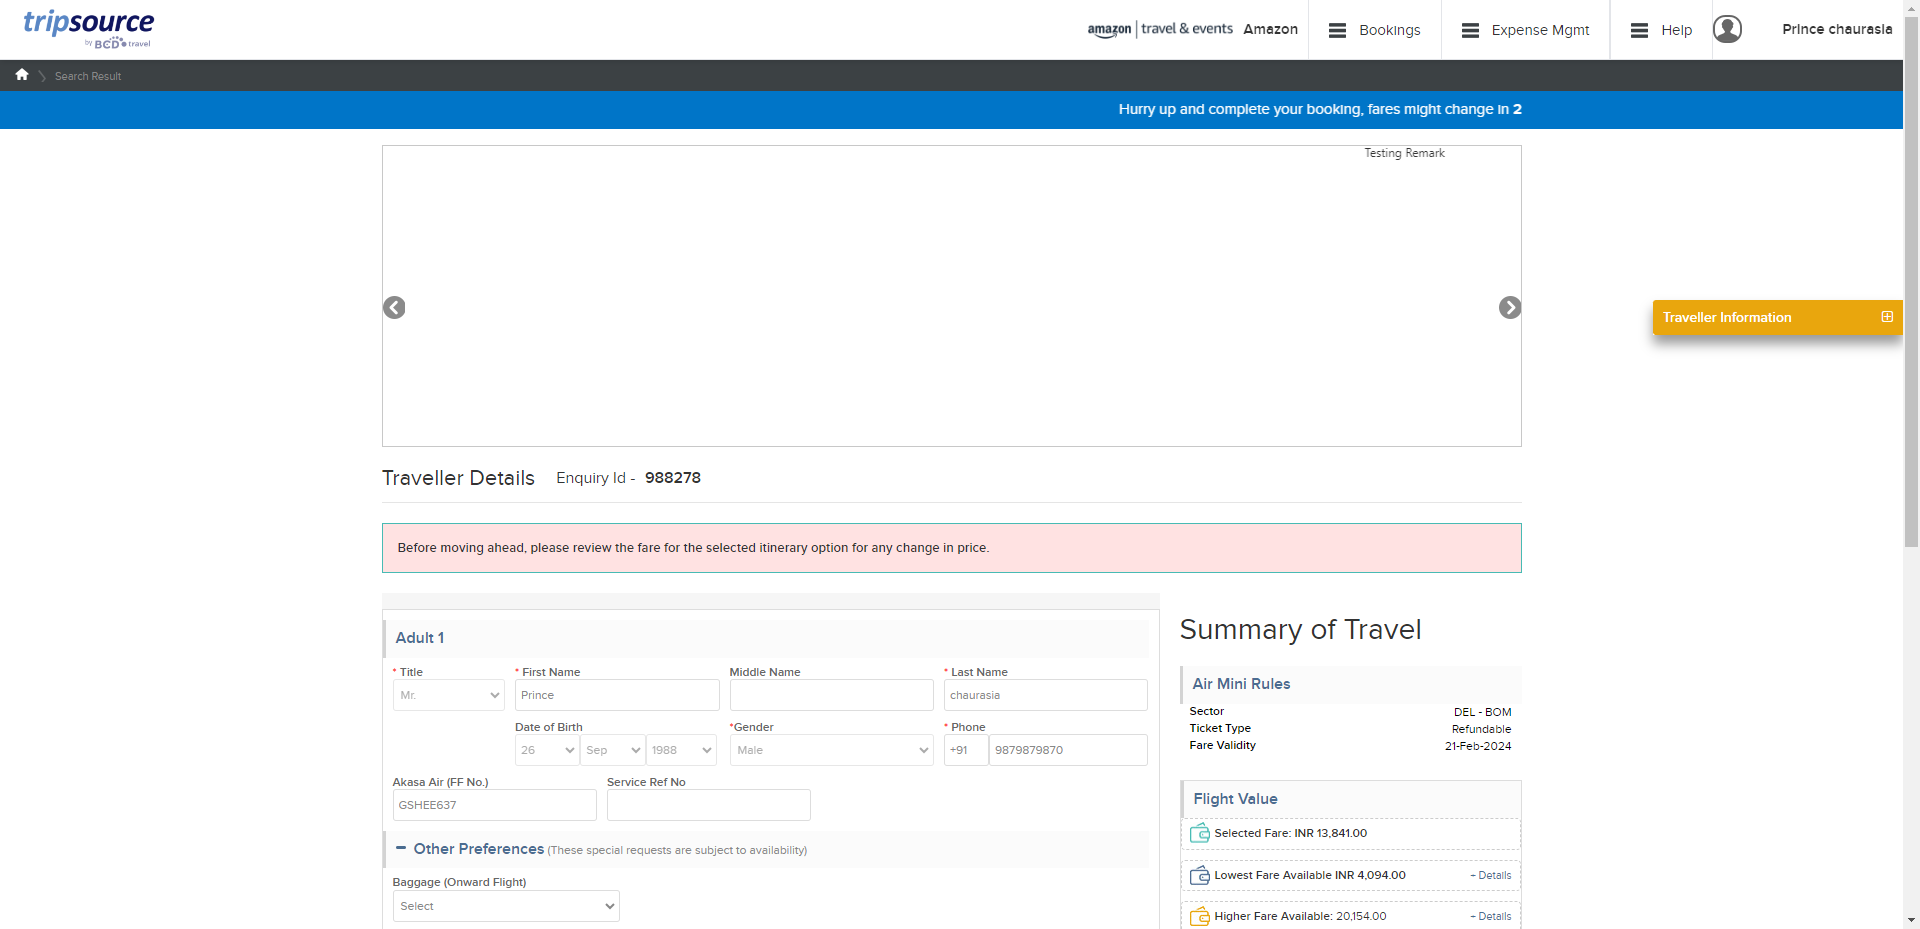 tripsource
by BCD travel
amazon | travel & events Amazon
Bookings
Expense Mgmt
Help
Prince chaurasia
Search Result
Hurry up and complete your booking, fares might change in 2
Testing Remark
Traveller Information
Traveller Details Enquiry Id - 988278
Before moving ahead, please review the fare for the selected itinerary option for any change in price.
Adult 1
* Title * First Name Middle Name * Last Name
Mr. Prince chaurasia
Date of Birth *Gender * Phone
26 Sep 1988 Male +91 9879879870
Akasa Air (FF No.) Service Ref No
GSHEE637
Other Preferences (These special requests are subject to availability)
Baggage (Onward Flight)
Select
Summary of Travel
Air Mini Rules
Sector DEL - BOM
Ticket Type Refundable
Fare Validity 21-Feb-2024
Flight Value
Selected Fare: INR 13,841.00
Lowest Fare Available INR 4,094.00 + Details
Higher Fare Available: 20,154.00 + Details